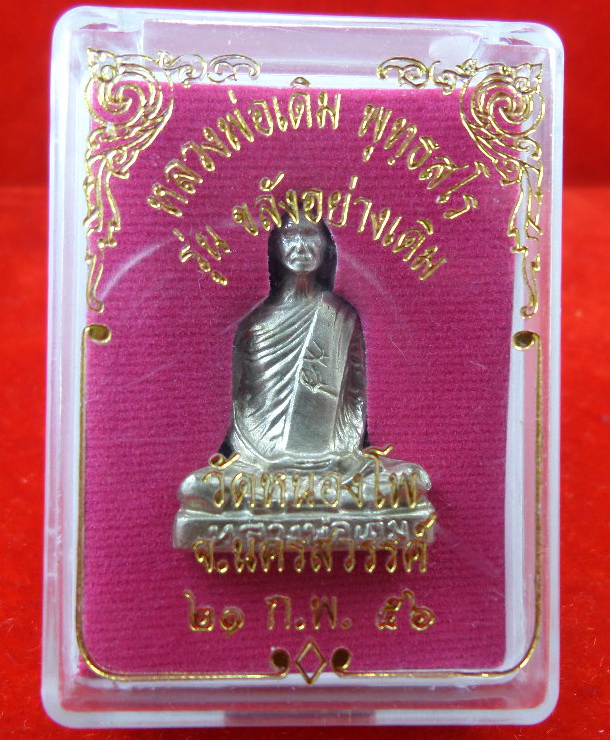 หลวงพ่อเดิม พุทธสโร
รุ่น ขลังอย่างเดิม
วัดหนองโพ
จ.นครสวรรค์
๒๑ ก.พ. ๕๖